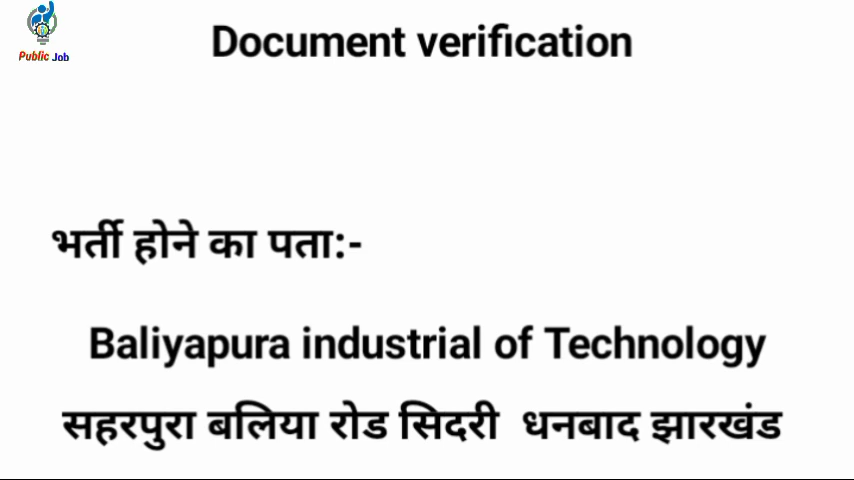 Public Job
Document verification
भर्ती होने का पता:-
Baliyapura industrial of Technology
सहरपुरा बलिया रोड सिदरी धनबाद झारखंड